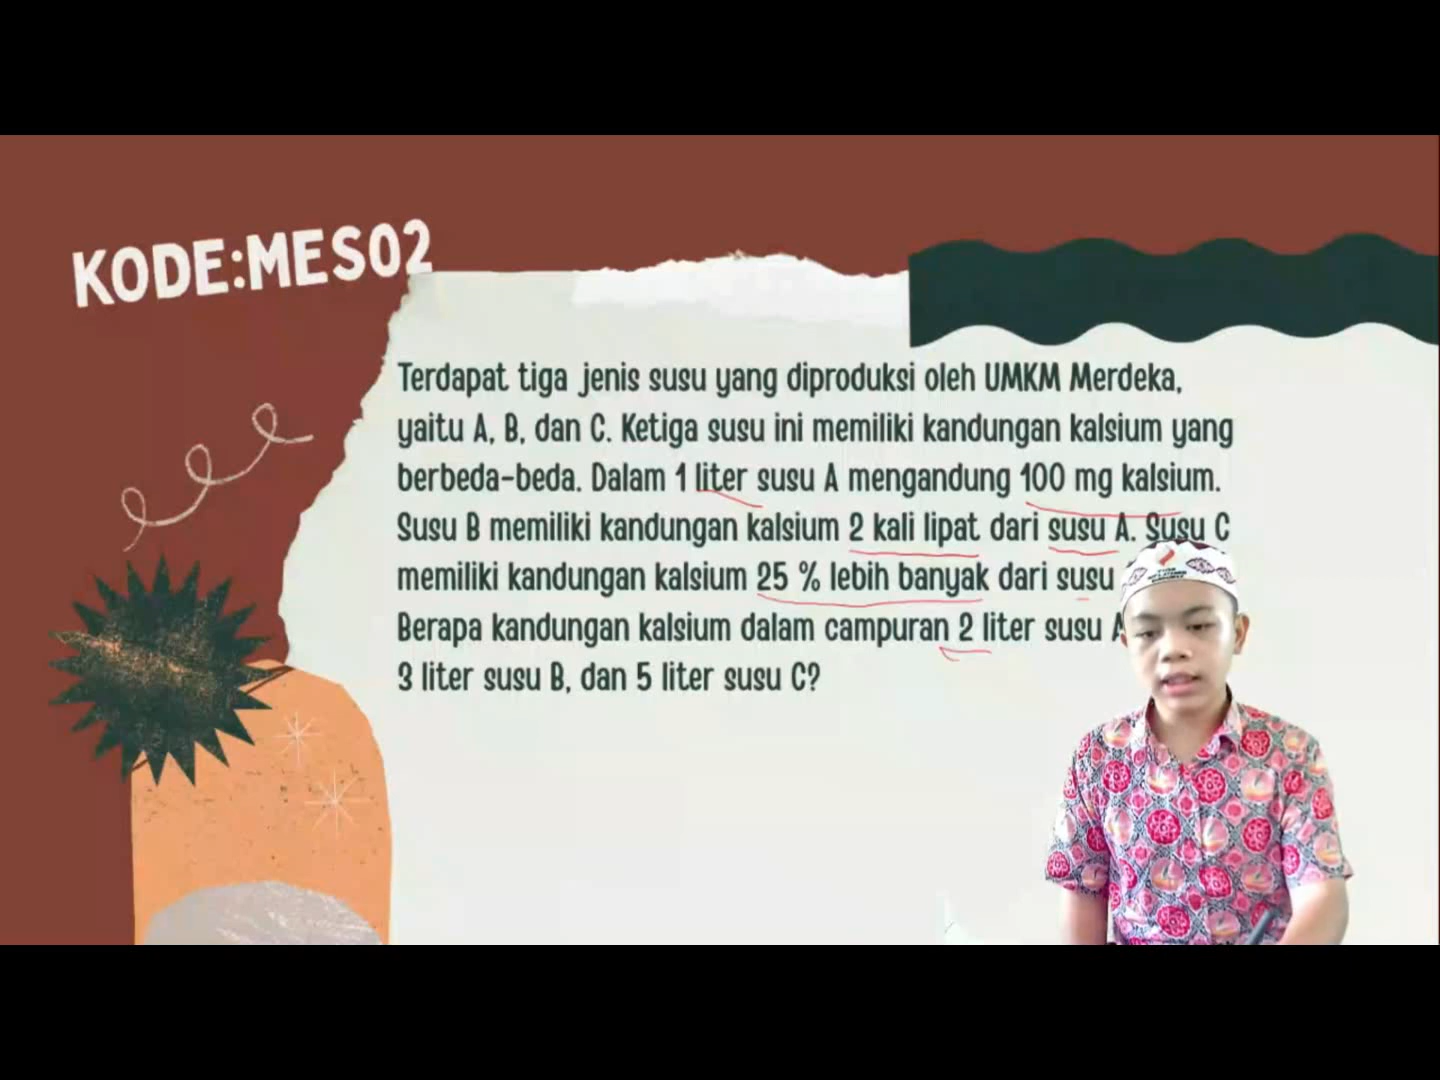 KODE:MES02
Terdapat tiga jenis susu yang diproduksi oleh UMKM Merdeka,
yaitu A, B, dan C. Ketiga susu ini memiliki kandungan kalsium yang
berbeda-beda. Dalam 1 liter susu A mengandung 100 mg kalsium.
Susu B memiliki kandungan kalsium 2 kali lipat dari susu A. Susu C
memiliki kandungan kalsium 25 % lebih banyak dari susu
Berapa kandungan kalsium dalam campuran 2 liter susu A
3 liter susu B, dan 5 liter susu C?